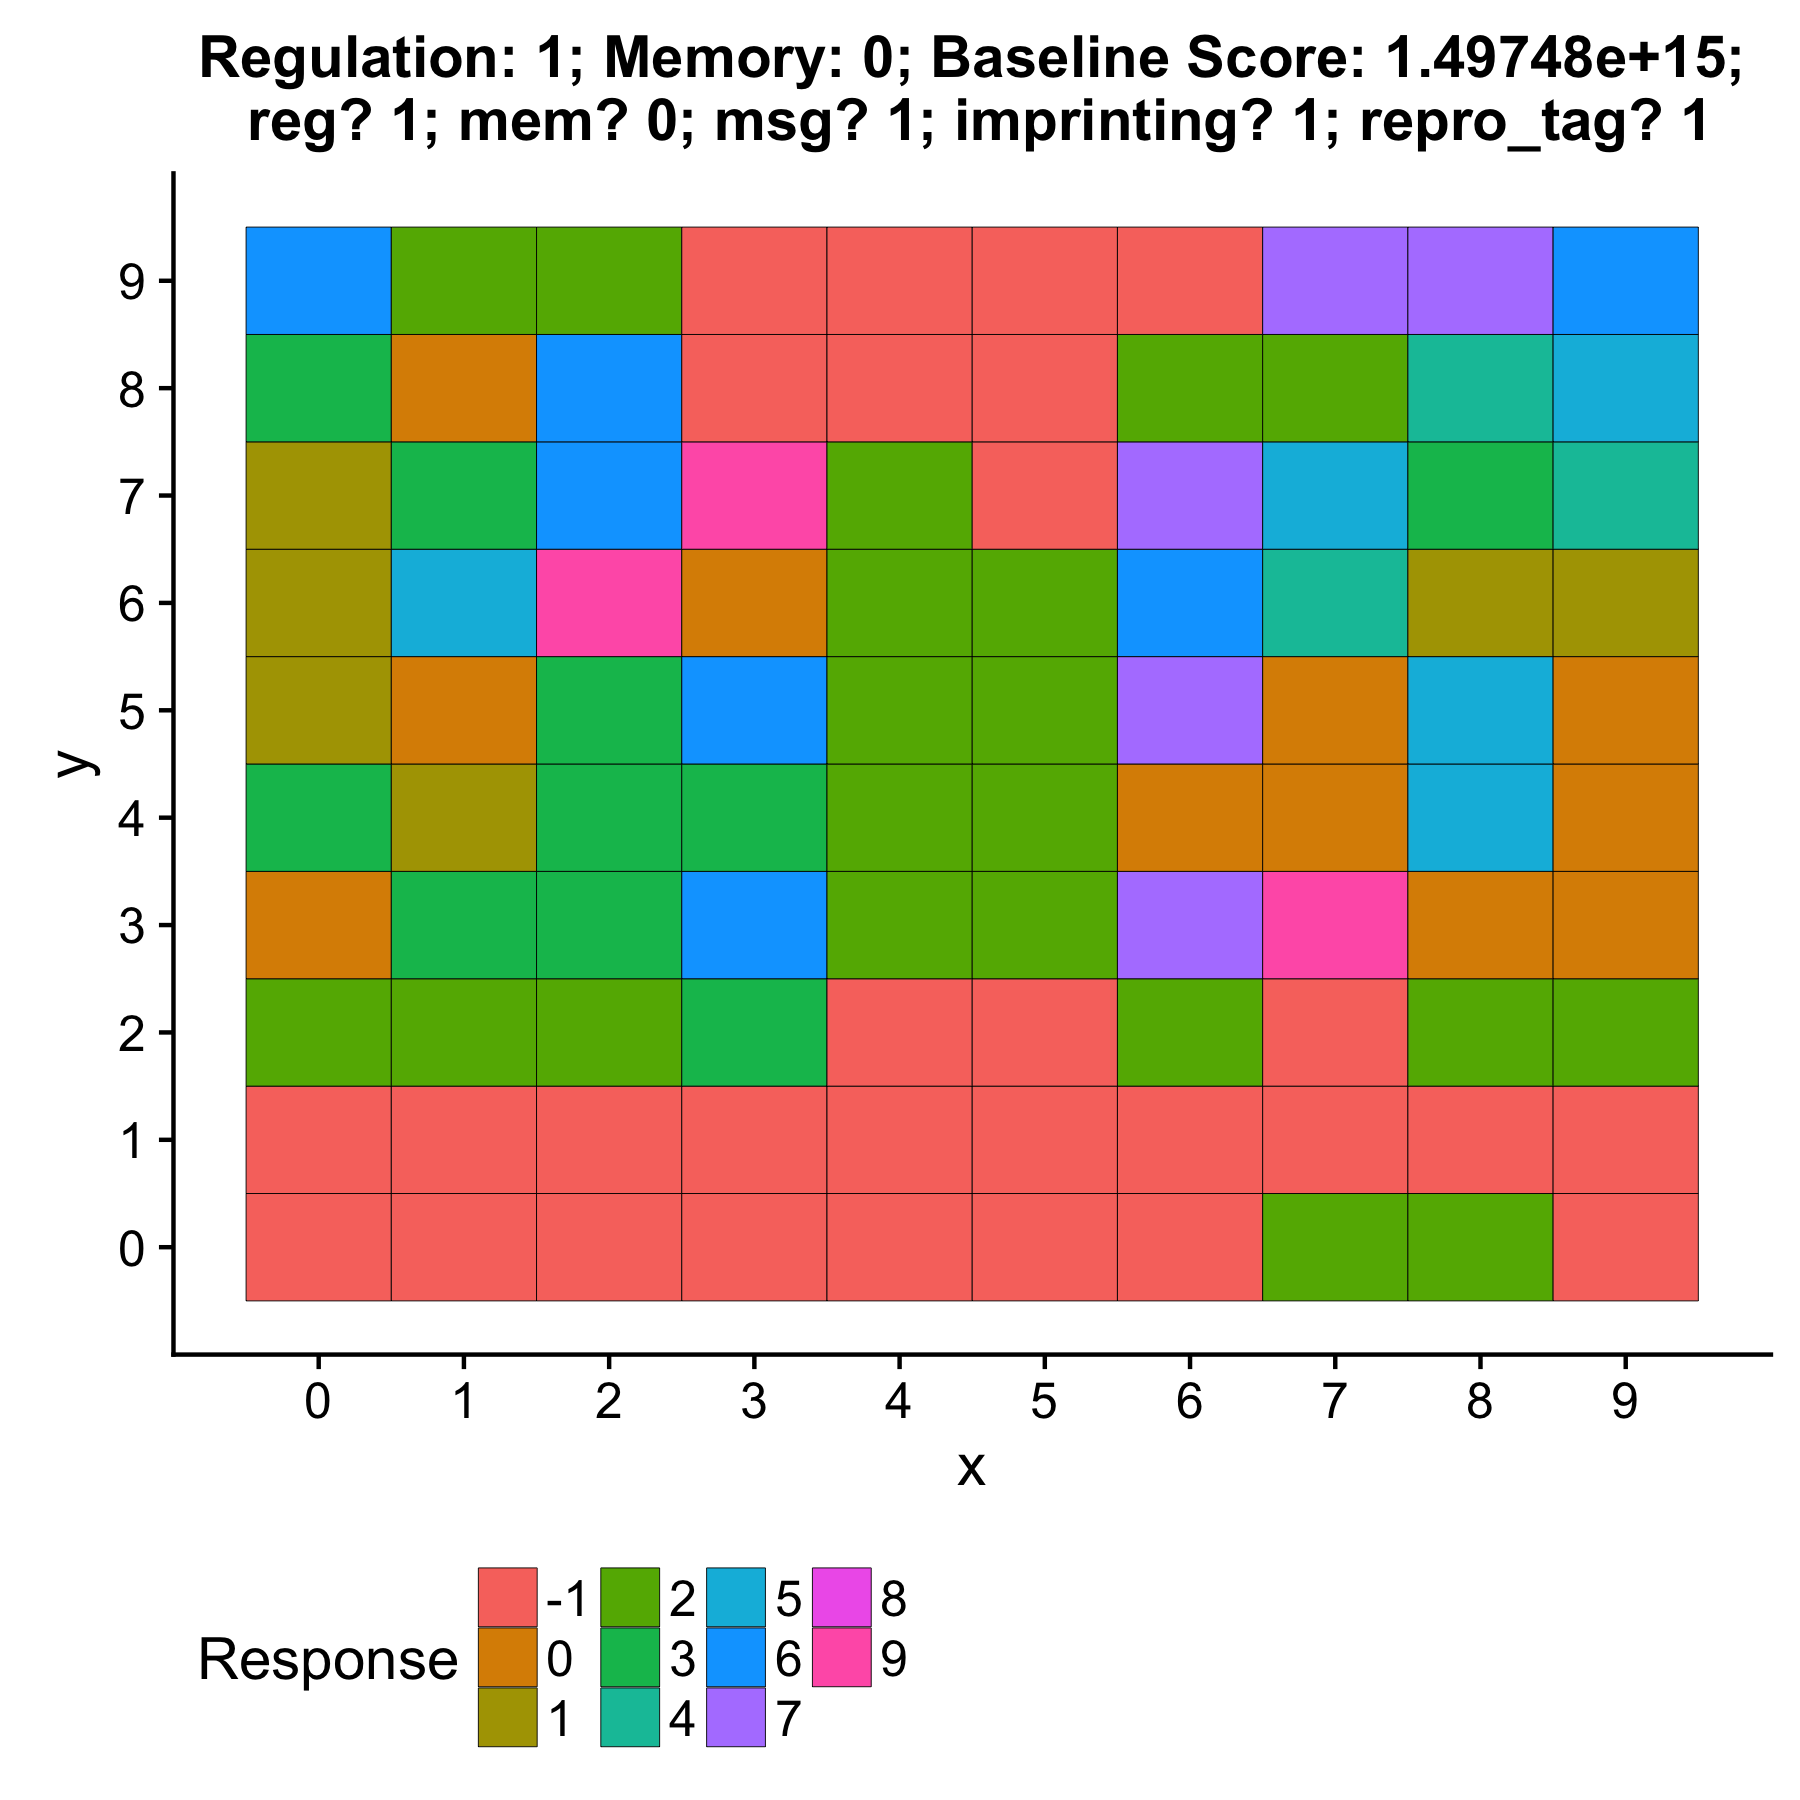 Regulation: 1; Memory: 0; Baseline Score: 1.49748e+15;
reg? 1; mem? 0; msg? 1; imprinting? 1; repro_tag? 1
9
8
7
6
5
4
3
2
1
0
y
0 1 2 3 4 5 6 7 8 9
x
-1 2 5 8
Response 0 3 6 9
1 4 7